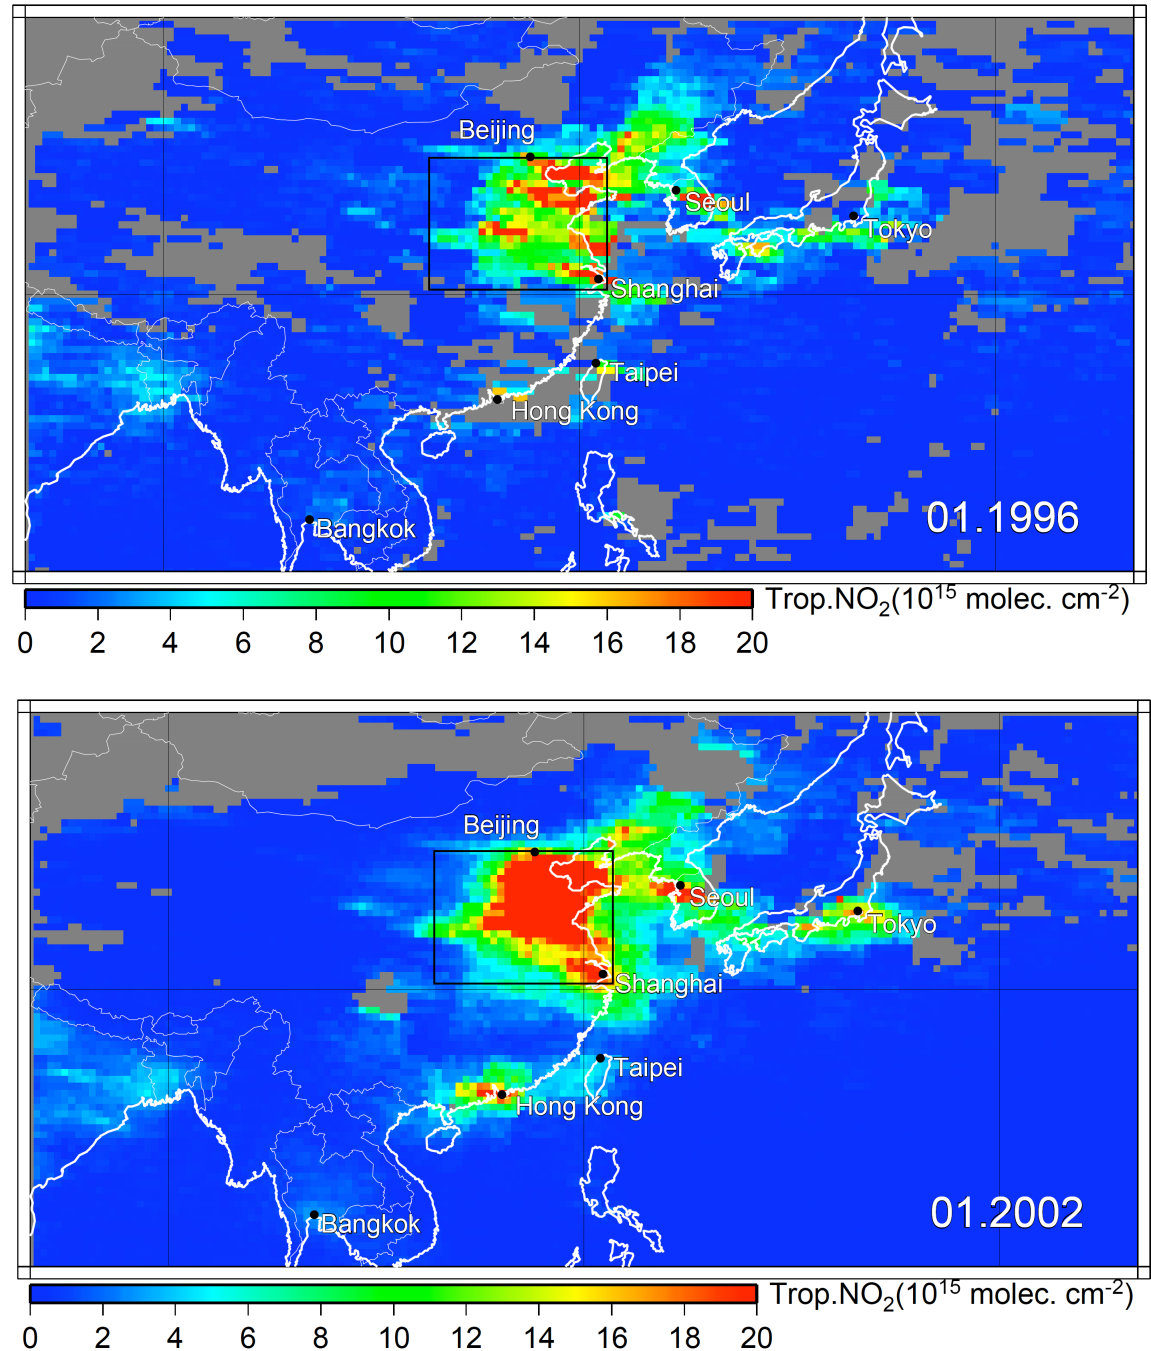 Beijing
Seoul
Tokyo
Shanghai
Taipei
Hong Kong
Bangkok
01.1996
Trop.NO2(10^15 molec. cm^-2)
0 2 4 6 8 10 12 14 16 18 20
Beijing
Seoul
Tokyo
Shanghai
Taipei
Hong Kong
Bangkok
01.2002
Trop.NO2(10^15 molec. cm^-2)
0 2 4 6 8 10 12 14 16 18 20